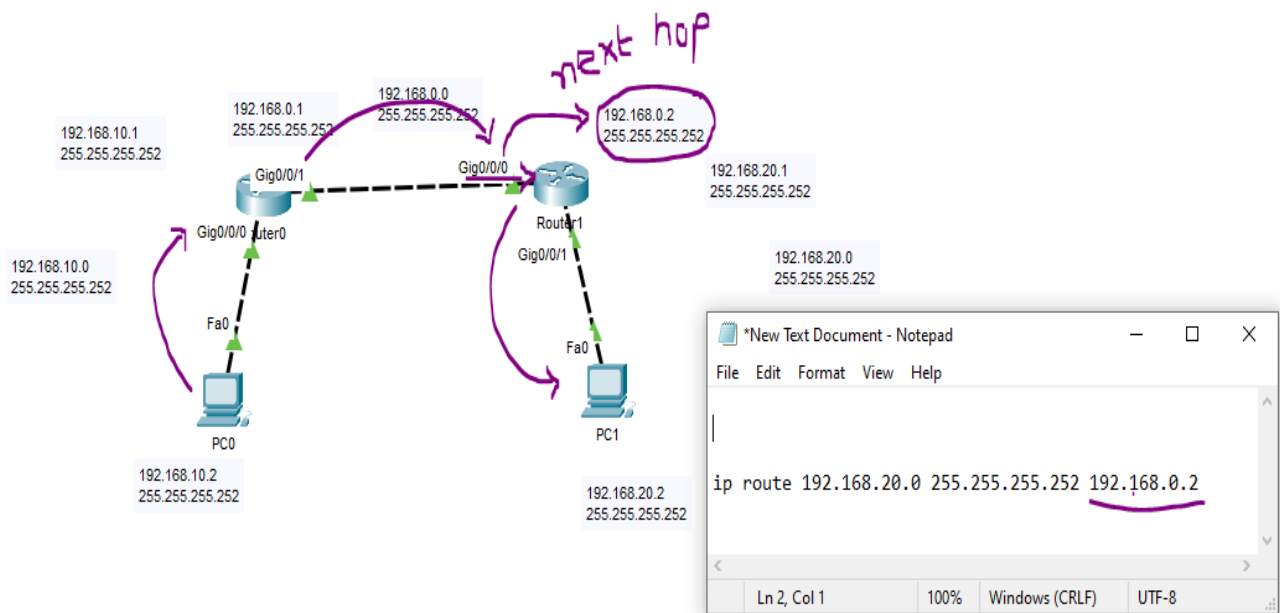 next hop
192.168.0.0
255.255.255.252
192.168.0.1
255.255.255.252
192.168.0.2
255.255.255.252
192.168.10.1
255.255.255.252
Gig0/0/1
Gig0/0/0
192.168.20.1
255.255.255.252
Router1
Gig0/0/0 uter0
Gig0/0/1
192.168.10.0
255.255.255.252
192.168.20.0
255.255.255.252
Fa0
Fa0
PC0
PC1
192.168.10.2
255.255.255.252
192.168.20.2
255.255.255.252
*New Text Document - Notepad
File Edit Format View Help
ip route 192.168.20.0 255.255.255.252 192.168.0.2
Ln 2, Col 1 100% Windows (CRLF) UTF-8